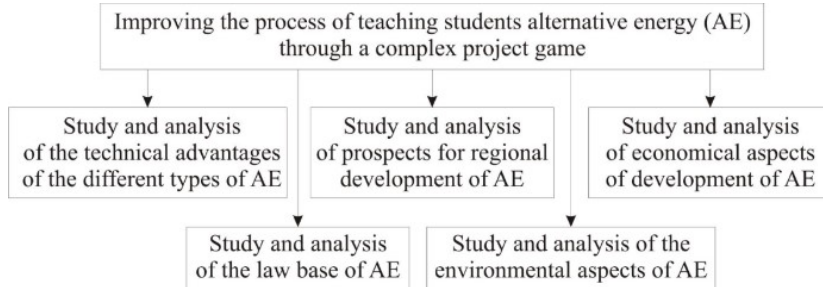 Improving the process of teaching students alternative energy (AE)
through a complex project game
Study and analysis
of the technical advantages
of the different types of AE
Study and analysis
of prospects for regional
development of AE
Study and analysis
of economical aspects
of development of AE
Study and analysis
of the law base of AE
Study and analysis of the
environmental aspects of AE